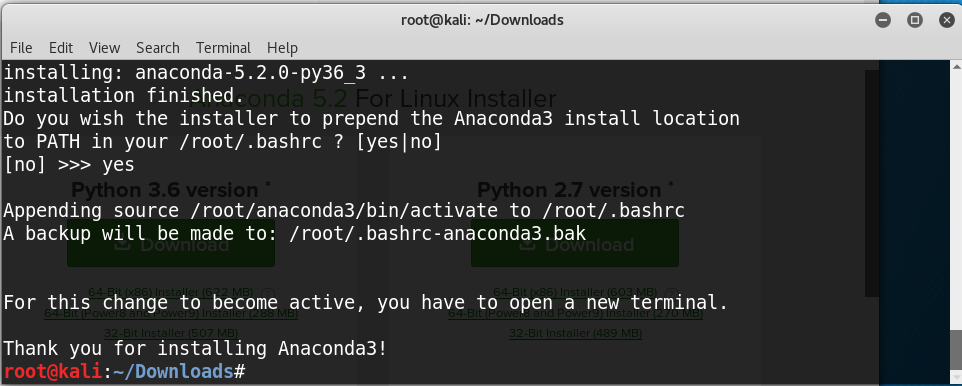 root@kali: ~/Downloads
File Edit View Search Terminal Help
installing: anaconda-5.2.0-py36_3 ...
installation finished.
Anaconda 5.2 For Linux Installer
Do you wish the installer to prepend the Anaconda3 install location
to PATH in your /root/.bashrc ? [yes|no]
[no] >>> yes
Python 3.6 version * Python 2.7 version *
Appending source /root/anaconda3/bin/activate to /root/.bashrc
A backup will be made to: /root/.bashrc-anaconda3.bak
Download Download
64-Bit (x86) Installer (622 MB) 64-Bit (x86) Installer (603 MB)
For this change to become active, you have to open a new terminal.
64-Bit (Power8 and Power9) Installer (288 MB) 64-Bit (Power8 and Power9) Installer (270 MB)
32-Bit Installer (507 MB) 32-Bit Installer (489 MB)
Thank you for installing Anaconda3!
root@kali:~/Downloads#